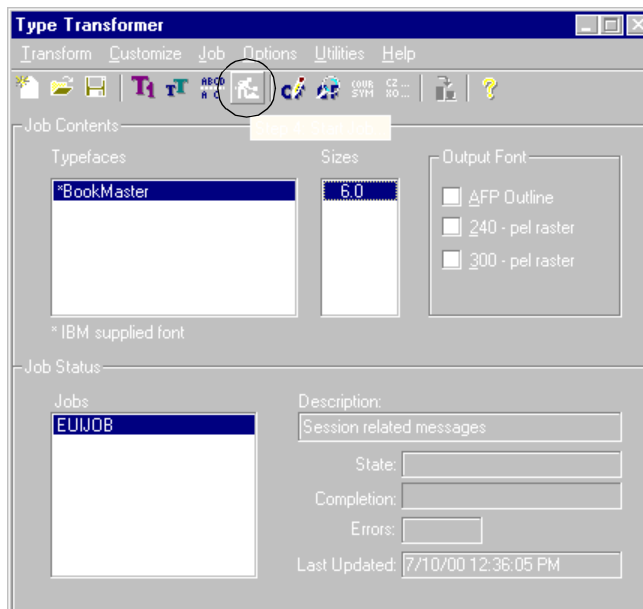 Type Transformer
Transform Customize Job Options Utilities Help
Job Contents
Typefaces
Sizes
Output Font
*BookMaster
6.0
AFP Outline
240 - pel raster
300 - pel raster
* IBM supplied font
Job Status
Jobs
Description:
EUIJOB
Session related messages
State:
Completion:
Errors:
Last Updated: 7/10/00 12:36:05 PM